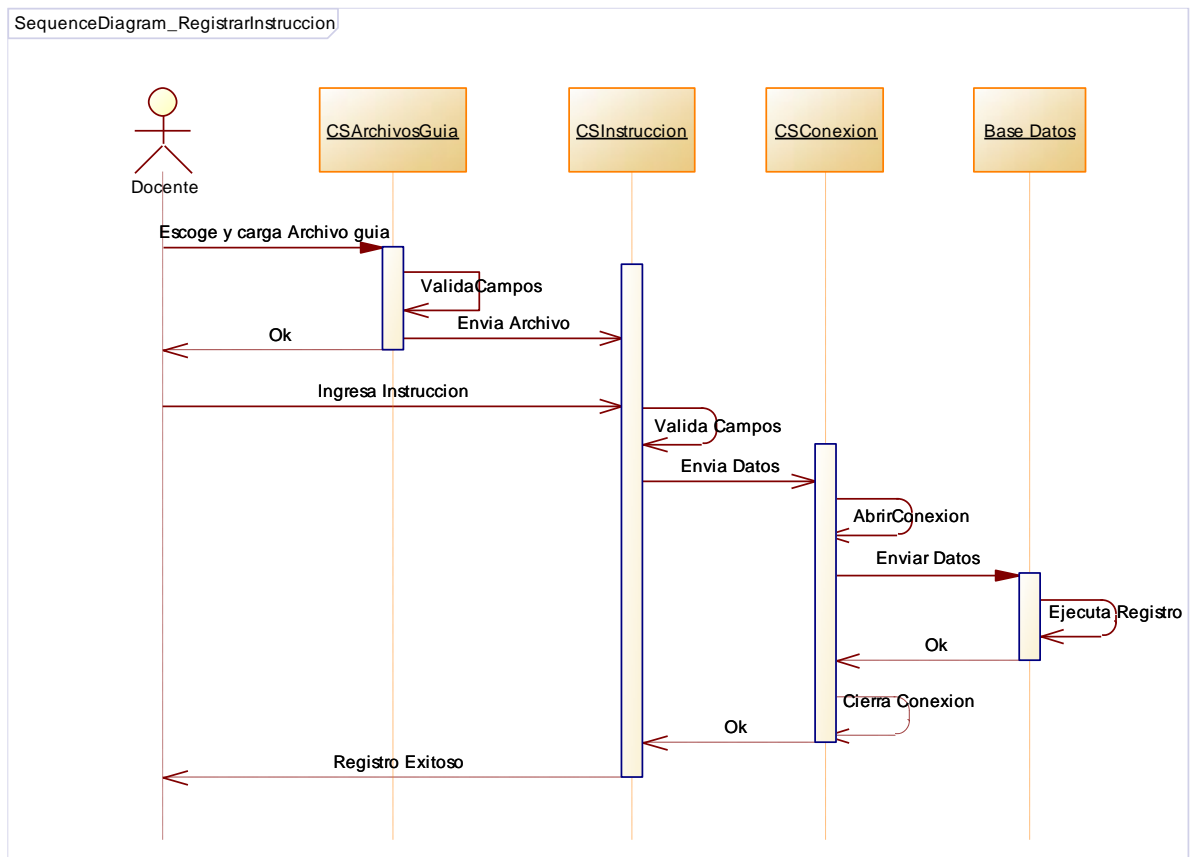 SequenceDiagram_RegistrarInstruccion
CSArchivosGuia
CSInstruccion
CSConexion
Base Datos
Docente
Escoge y carga Archivo guia
ValidaCampos
Envia Archivo
Ok
Ingresa Instruccion
Valida Campos
Envia Datos
AbrirConexion
Enviar Datos
Ejecuta Registro
Ok
Cierra Conexion
Ok
Registro Exitoso